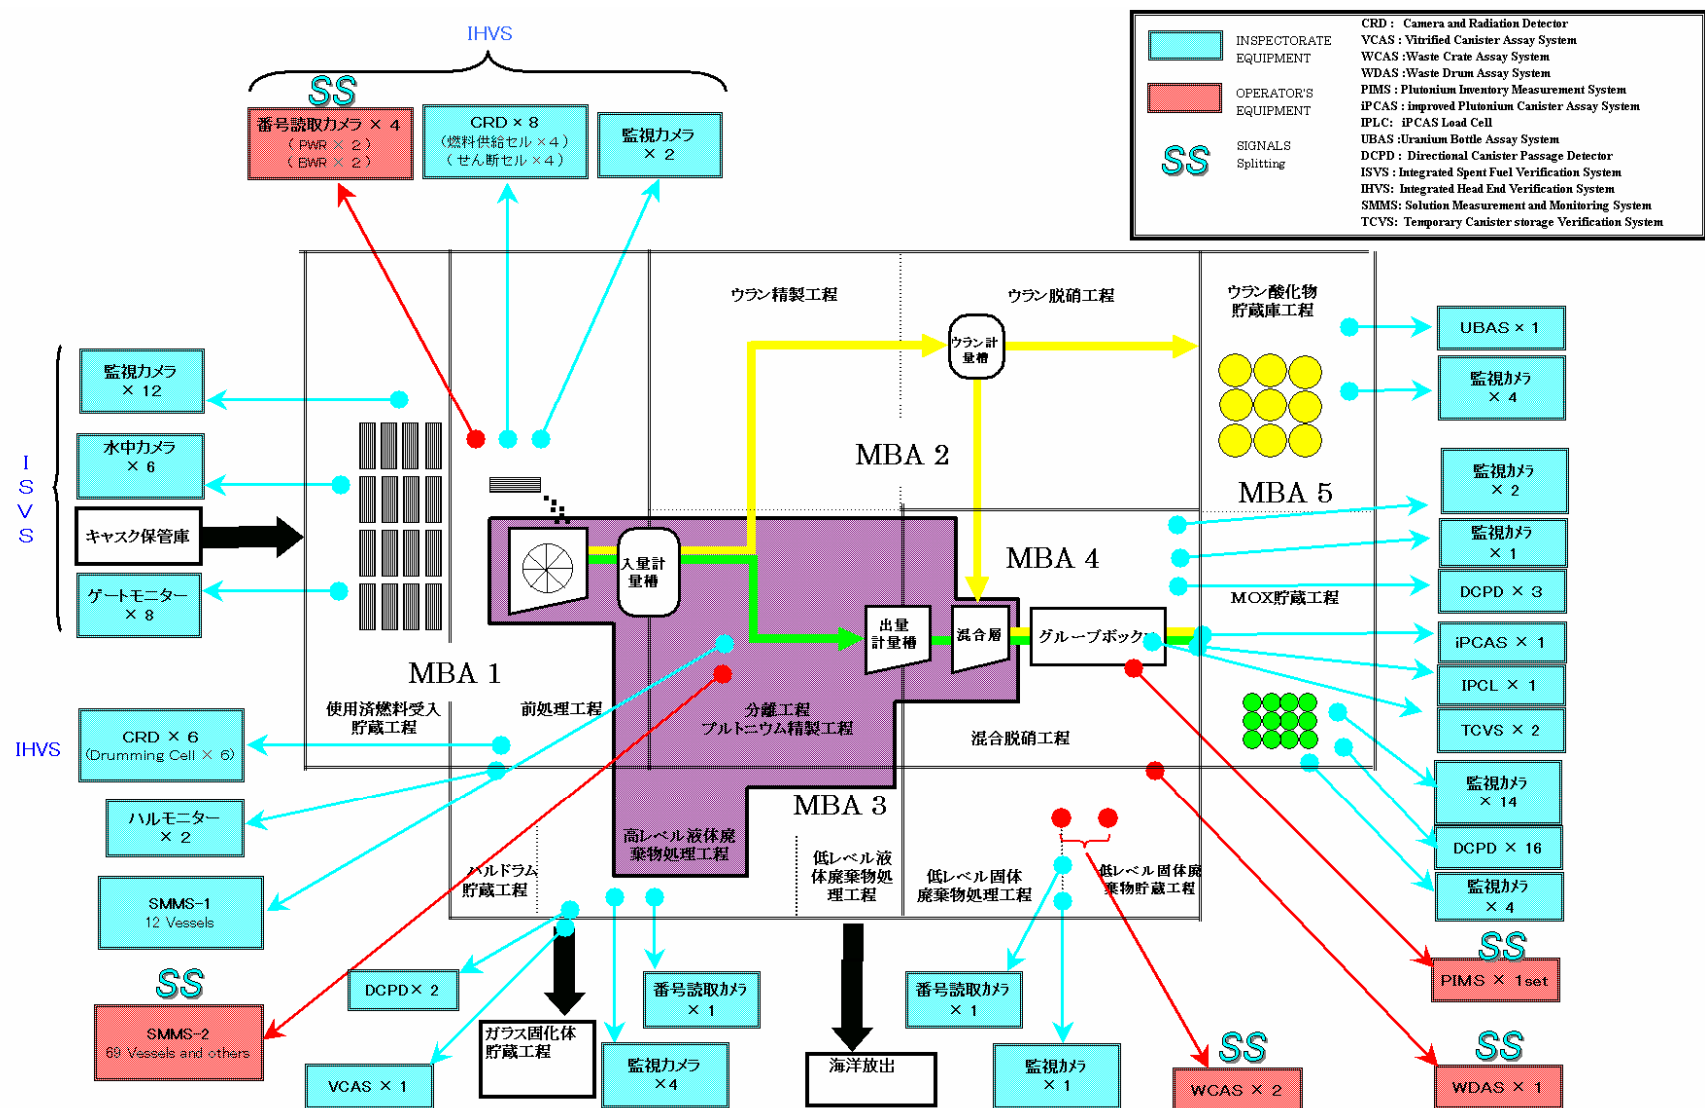 IHVS
SS
番号読取カメラ × 4
( PWR × 2 )
( BWR × 2 )
CRD × 8
(燃料供給セル × 4)
( せん断セル × 4)
監視カメラ
× 2
INSPECTORATE
EQUIPMENT
OPERATOR'S
EQUIPMENT
SS
SIGNALS
Splitting
CRD : Camera and Radiation Detector
VCAS : Vitrified Canister Assay System
WCAS :Waste Crate Assay System
WDAS :Waste Drum Assay System
PIMS : Plutonium Inventory Measurement System
iPCAS : improved Plutonium Canister Assay System
IPLC: iPCAS Load Cell
UBAS :Uranium Bottle Assay System
DCPD : Directional Canister Passage Detector
ISVS : Integrated Spent Fuel Verification System
IHVS: Integrated Head End Verification System
SMMS: Solution Measurement and Monitoring System
TCVS: Temporary Canister storage Verification System
ISVS
監視カメラ
× 12
水中カメラ
× 6
キャスク保管庫
ゲートモニター
× 8
IHVS
CRD × 6
(Drumming Cell × 6)
ハルモニター
× 2
SMMS-1
12 Vessels
SS
SMMS-2
69 Vessels and others
ウラン精製工程
ウラン脱硝工程
ウラン酸化物
貯蔵庫工程
ウラン計
量槽
MBA 2
MBA 5
MBA 4
MOX貯蔵工程
入量計
量槽
出量
計量槽
混合層
グルーブボックス
MBA 1
使用済燃料受入
貯蔵工程
前処理工程
分離工程
プルトニウム精製工程
混合脱硝工程
MBA 3
高レベル液体廃
棄物処理工程
ハルドラム
貯蔵工程
低レベル液
体廃棄物処
理工程
低レベル固体
廃棄物処理工程
低レベル固体廃
棄物貯蔵工程
UBAS × 1
監視カメラ
× 4
監視カメラ
× 2
監視カメラ
× 1
DCPD × 3
iPCAS × 1
IPCL × 1
TCVS × 2
監視カメラ
× 14
DCPD × 16
監視カメラ
× 4
SS
PIMS × 1set
SS
WDAS × 1
SS
WCAS × 2
DCPD× 2
VCAS × 1
ガラス固化体
貯蔵工程
番号読取カメラ
× 1
監視カメラ
×4
海洋放出
番号読取カメラ
× 1
監視カメラ
× 1